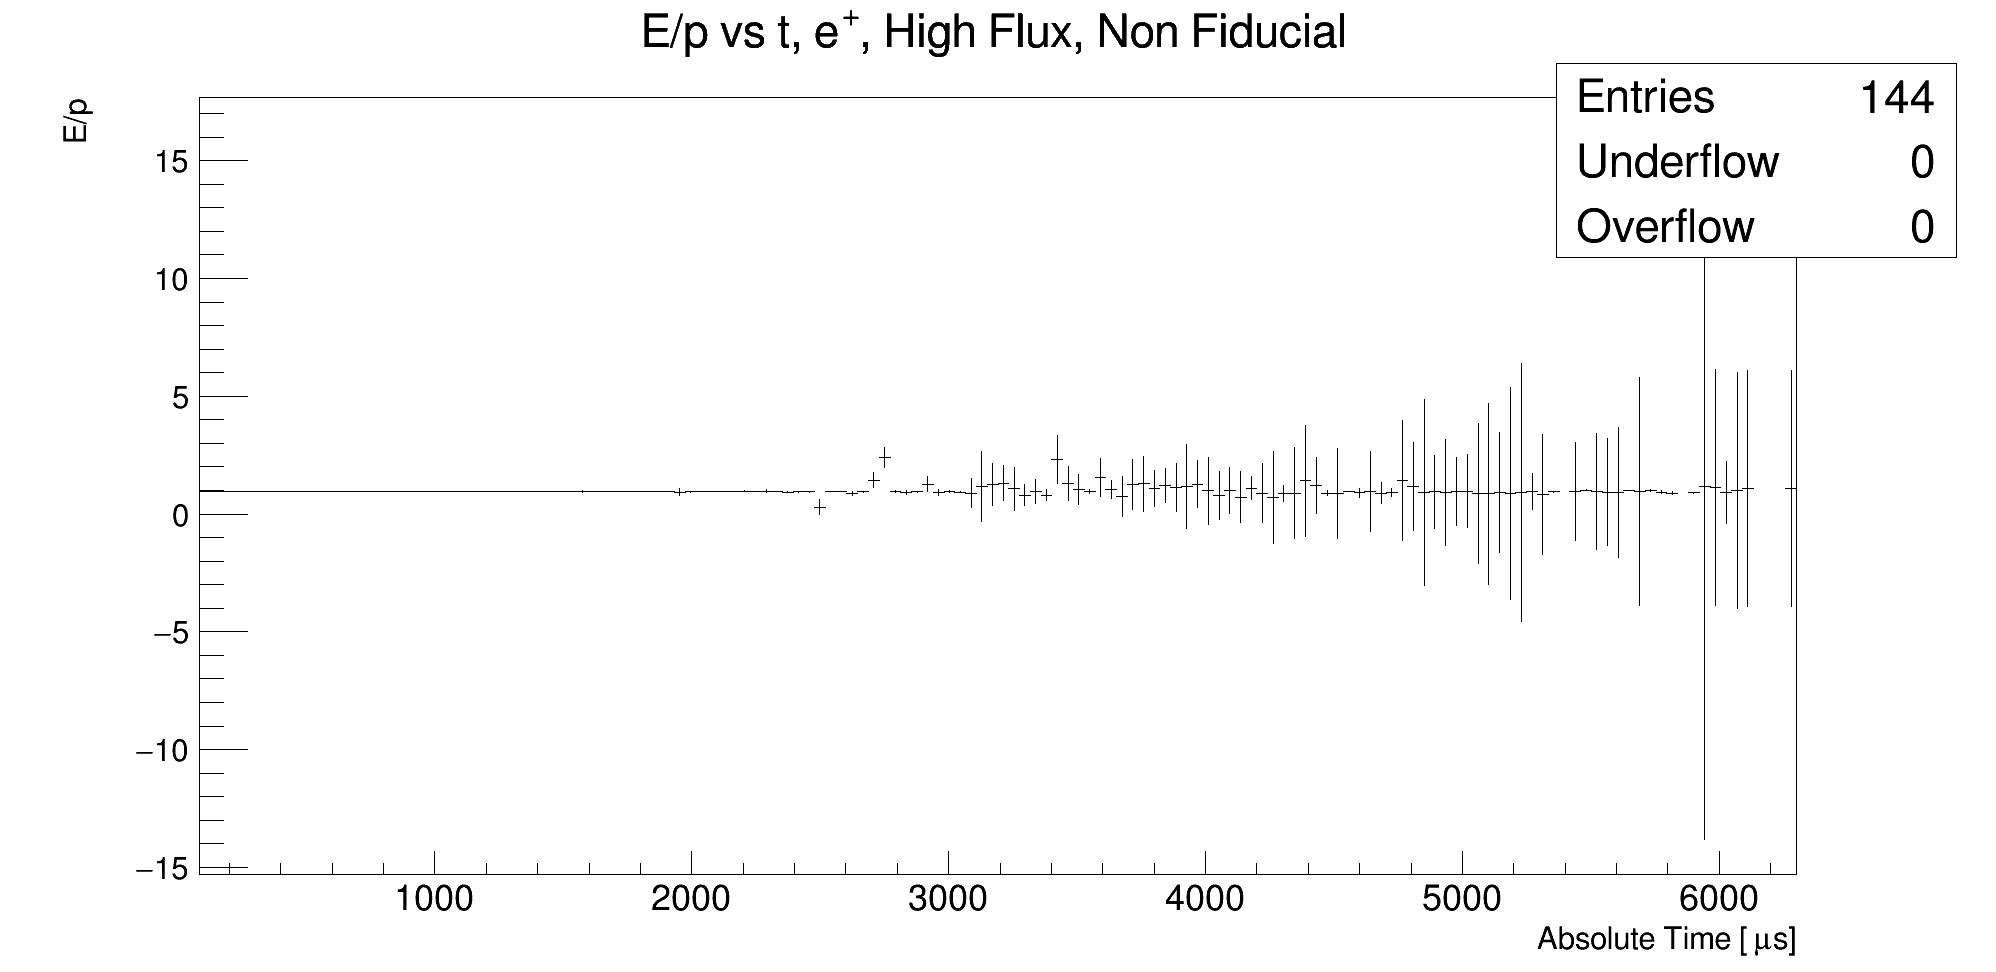 E/p vs t, e⁺, High Flux, Non Fiducial
E/p
Entries 144
Underflow 0
Overflow 0
15
10
5
0
−5
−10
−15
1000 2000 3000 4000 5000 6000
Absolute Time [ μs]